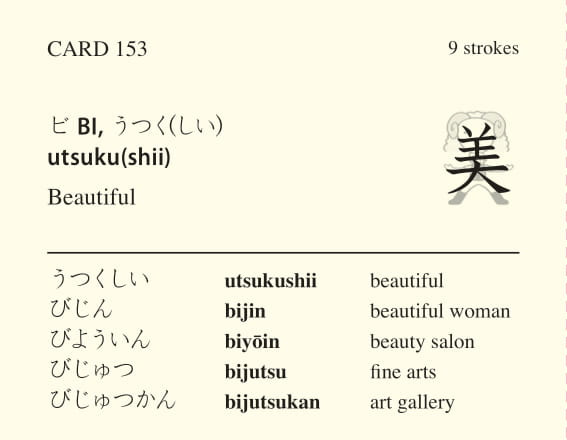 CARD 153
9 strokes
ビ BI, うつく(しい)
utsuku(shii)
Beautiful
美
うつくしい utsukushii beautiful
びじん bijin beautiful woman
びよういん biyōin beauty salon
びじゅつ bijutsu fine arts
びじゅつかん bijutsukan art gallery